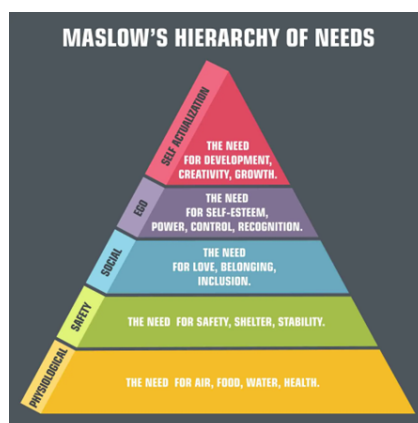 MASLOW'S HIERARCHY OF NEEDS
SELF ACTUALIZATION
THE NEED
FOR DEVELOPMENT,
CREATIVITY, GROWTH.
EGO
THE NEED
FOR SELF-ESTEEM,
POWER, CONTROL, RECOGNITION.
SOCIAL
THE NEED
FOR LOVE, BELONGING,
INCLUSION.
SAFETY
THE NEED FOR SAFETY, SHELTER, STABILITY.
PHYSIOLOGICAL
THE NEED FOR AIR, FOOD, WATER, HEALTH.